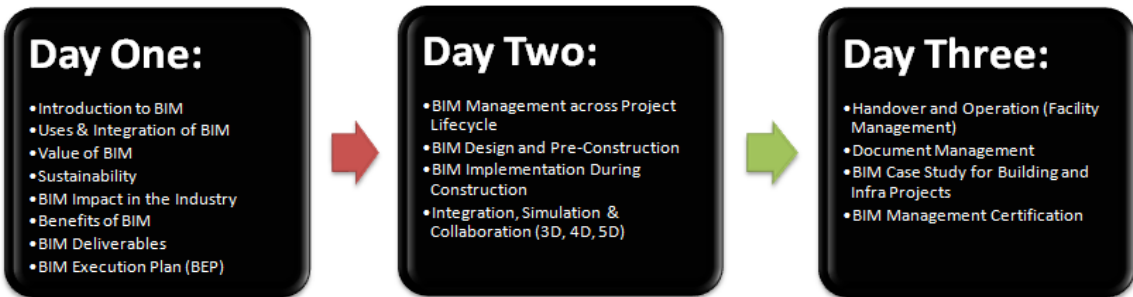 Day One:
•Introduction to BIM
•Uses & Integration of BIM
•Value of BIM
•Sustainability
•BIM Impact in the Industry
•Benefits of BIM
•BIM Deliverables
•BIM Execution Plan (BEP)
Day Two:
•BIM Management across Project
Lifecycle
•BIM Design and Pre-Construction
•BIM Implementation During
Construction
•Integration, Simulation &
Collaboration (3D, 4D, 5D)
Day Three:
•Handover and Operation (Facility
Management)
•Document Management
•BIM Case Study for Building and
Infra Projects
•BIM Management Certification